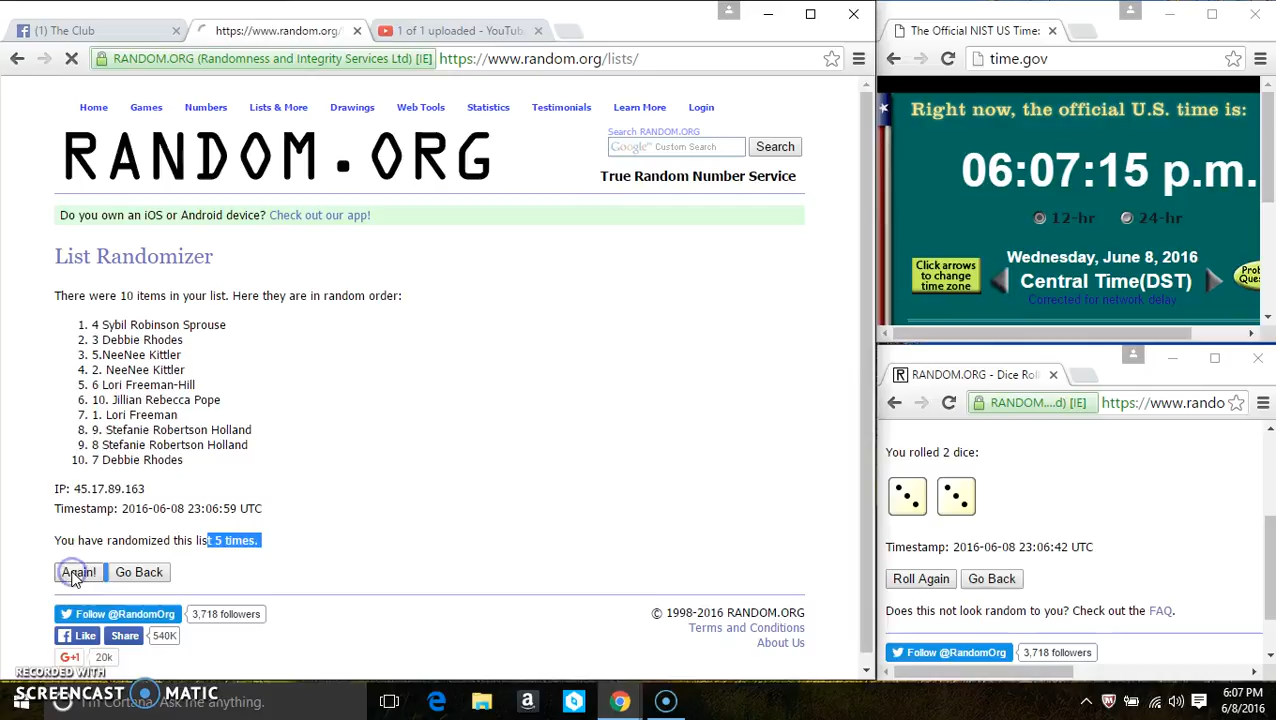 (1) The Club
https://www.random.org/
1 of 1 uploaded - YouTub
RANDOM.ORG (Randomness and Integrity Services Ltd) [IE]
https://www.random.org/lists/
Home
Games
Numbers
Lists & More
Drawings
Web Tools
Statistics
Testimonials
Learn More
Login
RANDOM.ORG
Search RANDOM.ORG
Google™ Custom Search
Search
True Random Number Service
Do you own an iOS or Android device? Check out our app!
List Randomizer
There were 10 items in your list. Here they are in random order:
1. 4 Sybil Robinson Sprouse
2. 3 Debbie Rhodes
3. 5.NeeNee Kittler
4. 2. NeeNee Kittler
5. 6 Lori Freeman-Hill
6. 10. Jillian Rebecca Pope
7. 1. Lori Freeman
8. 9. Stefanie Robertson Holland
9. 8 Stefanie Robertson Holland
10. 7 Debbie Rhodes
IP: 45.17.89.163
Timestamp: 2016-06-08 23:06:59 UTC
You have randomized this list 5 times.
Again!
Go Back
Follow @RandomOrg
3,718 followers
Like
Share
540K
G+1
20k
© 1998-2016 RANDOM.ORG
Terms and Conditions
About Us
The Official NIST US Time:
time.gov
Right now, the official U.S. time is:
06:07:15 p.m.
12-hr
24-hr
Click arrows
to change
time zone
Wednesday, June 8, 2016
Central Time(DST)
Corrected for network delay
Prob
Ques
RANDOM.ORG - Dice Roll
RANDOM....d) [IE]
https://www.rando
You rolled 2 dice:
Timestamp: 2016-06-08 23:06:42 UTC
Roll Again
Go Back
Does this not look random to you? Check out the FAQ.
Follow @RandomOrg
3,718 followers
RECORDED WITH
SCREENCAST MATIC
I'm Cortana. Ask me anything.
6:07 PM
6/8/2016